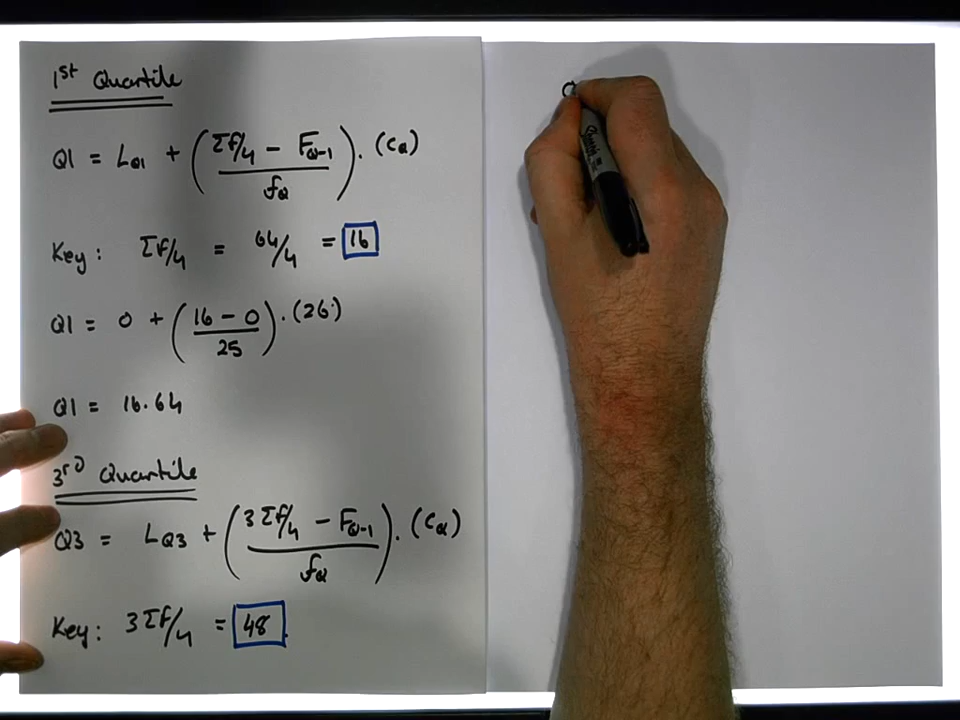 1st Quartile
Q1 = LQ1 + ( Σf/4 - FQ-1 / fQ ) . (CQ)
Key: Σf/4 = 64/4 = 16
Q1 = 0 + ( 16 - 0 / 25 ) . (26)
Q1 = 16.64
3rd Quartile
Q3 = LQ3 + ( 3Σf/4 - FQ-1 / fQ ) . (CQ)
Key: 3Σf/4 = 48
Sharpie